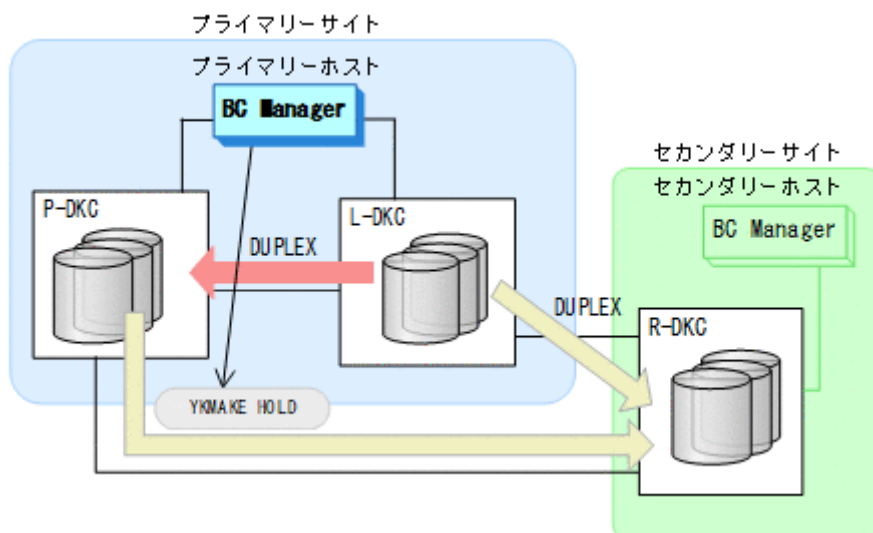 プライマリーサイト
プライマリーホスト
BC Manager
セカンダリーサイト
セカンダリーホスト
P-DKC
L-DKC
BC Manager
DUPLEX
DUPLEX
R-DKC
YKMAKE HOLD